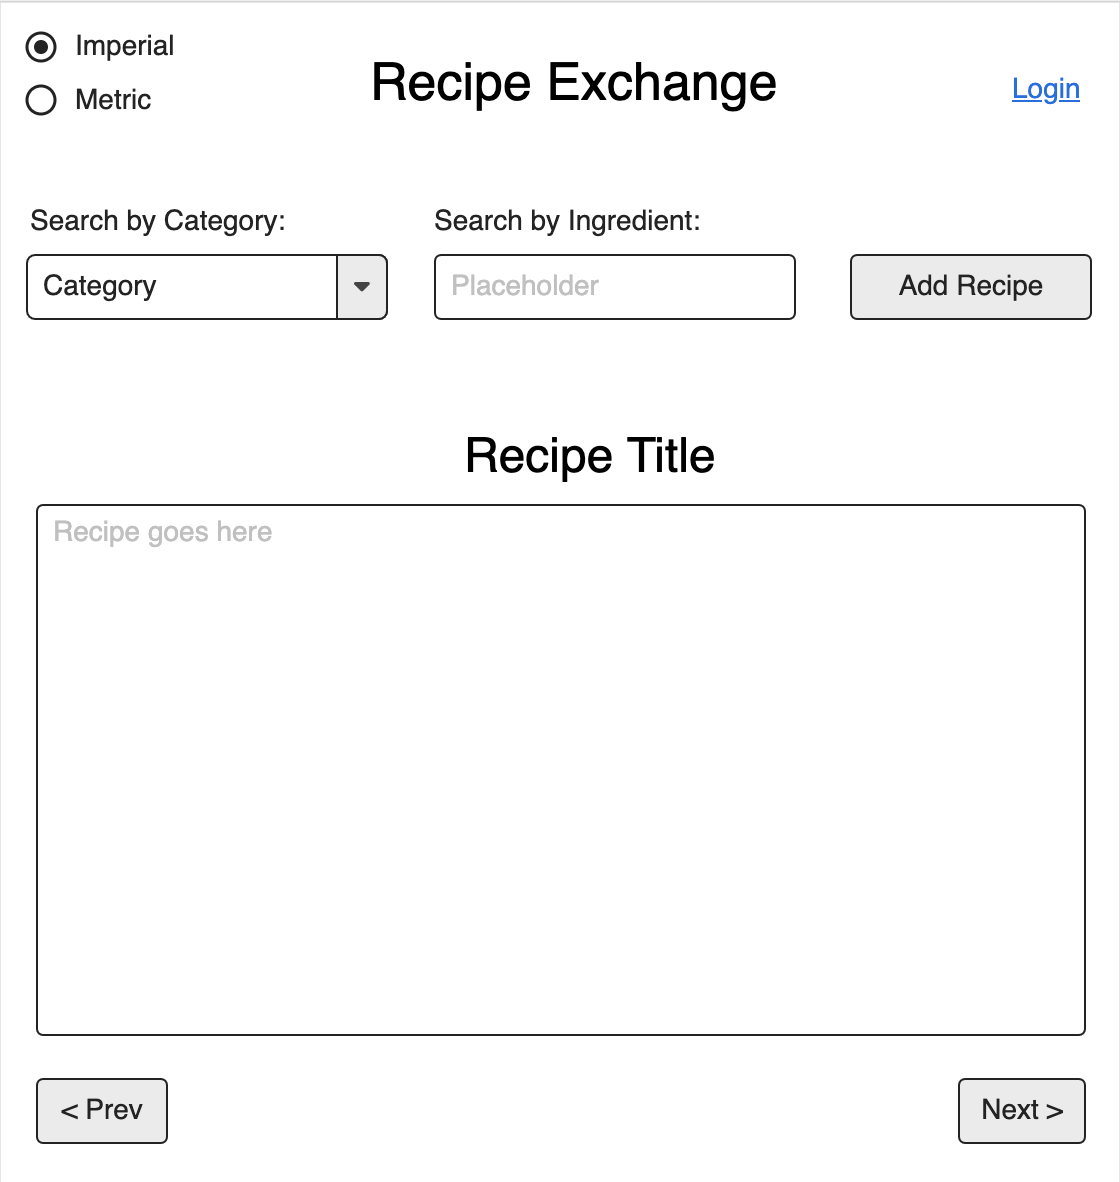 Imperial
Metric
Recipe Exchange
Login
Search by Category:
Category
Search by Ingredient:
Placeholder
Add Recipe
Recipe Title
Recipe goes here
< Prev
Next >